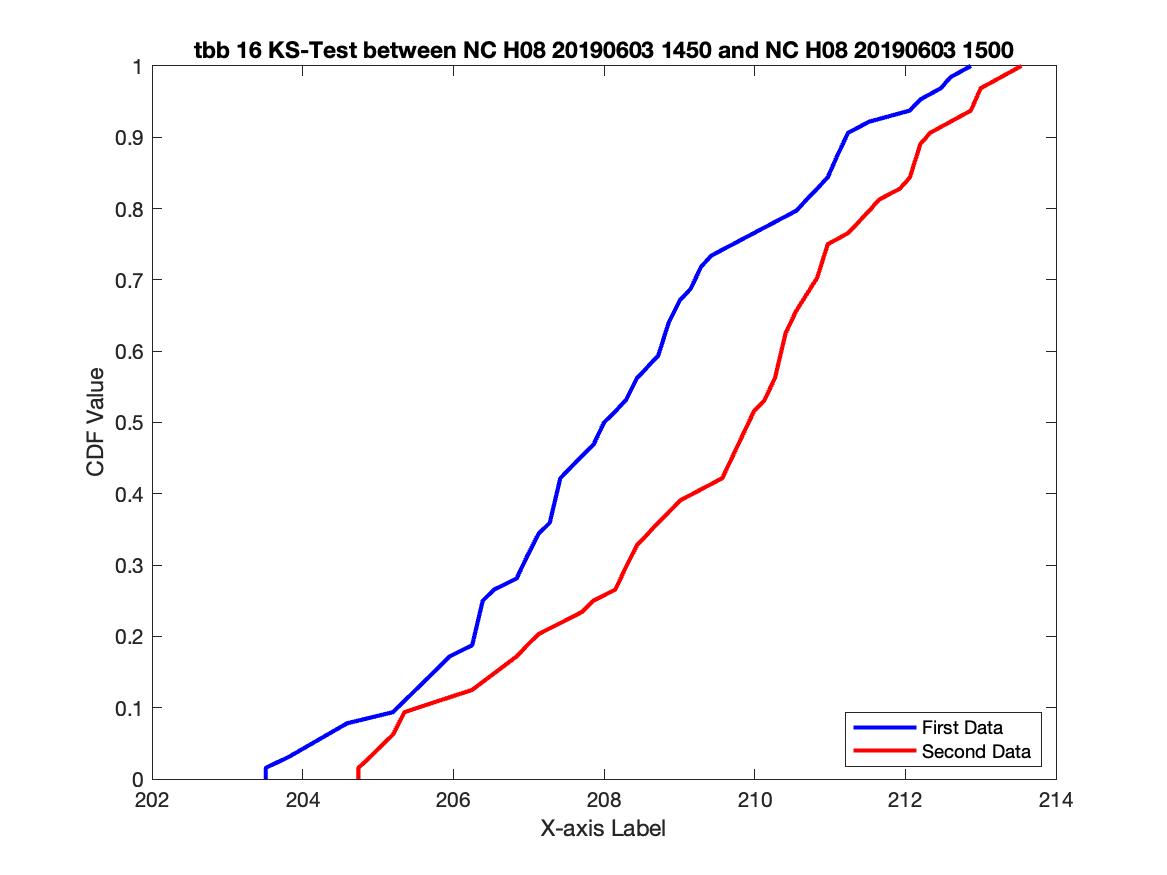 tbb 16 KS-Test between NC H08 20190603 1450 and NC H08 20190603 1500
1
0.9
0.8
0.7
0.6
0.5
0.4
0.3
0.2
0.1
0
CDF Value
First Data
Second Data
202 204 206 208 210 212 214
X-axis Label